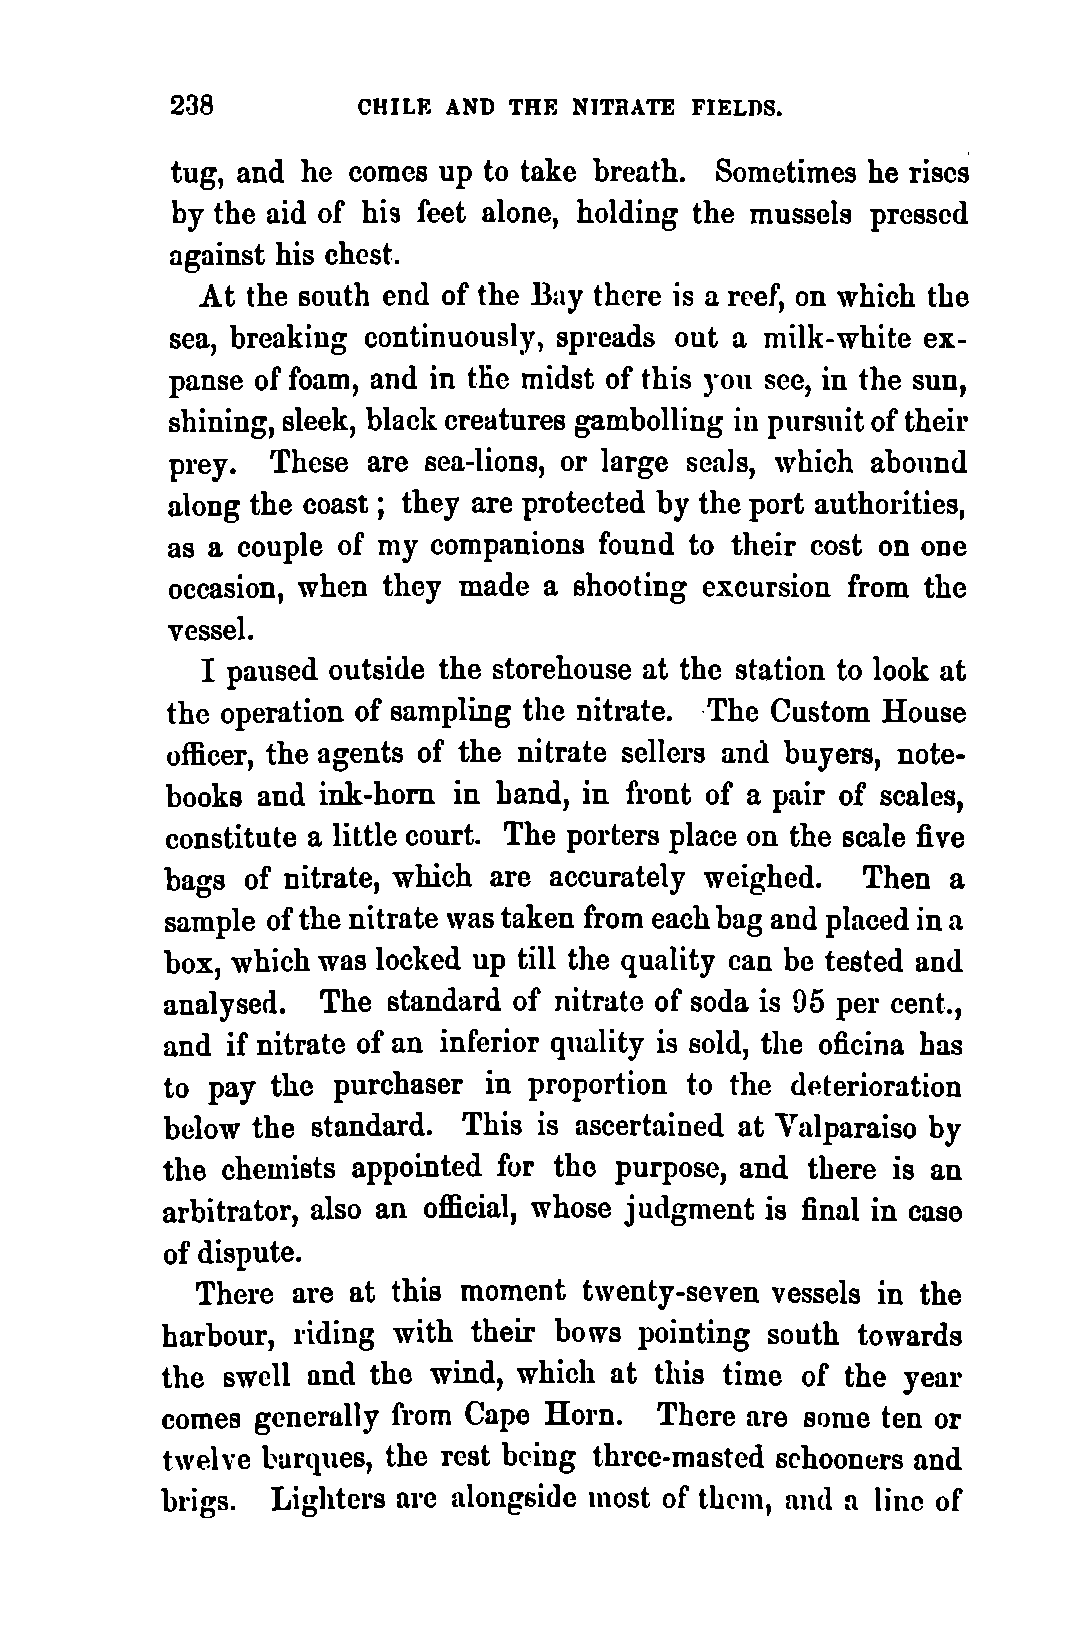 238 CHILE AND THE NITRATE FIELDS.
tug, and he comes up to take breath. Sometimes he rises
by the aid of his feet alone, holding the mussels pressed
against his chest.
At the south end of the Bay there is a reef, on which the
sea, breaking continuously, spreads out a milk-white ex-
panse of foam, and in the midst of this you see, in the sun,
shining, sleek, black creatures gambolling in pursuit of their
prey. These are sea-lions, or large seals, which abound
along the coast; they are protected by the port authorities,
as a couple of my companions found to their cost on one
occasion, when they made a shooting excursion from the
vessel.
I paused outside the storehouse at the station to look at
the operation of sampling the nitrate. The Custom House
officer, the agents of the nitrate sellers and buyers, note-
books and ink-horn in hand, in front of a pair of scales,
constitute a little court. The porters place on the scale five
bags of nitrate, which are accurately weighed. Then a
sample of the nitrate was taken from each bag and placed in a
box, which was locked up till the quality can be tested and
analysed. The standard of nitrate of soda is 95 per cent.,
and if nitrate of an inferior quality is sold, the oficina has
to pay the purchaser in proportion to the deterioration
below the standard. This is ascertained at Valparaiso by
the chemists appointed for the purpose, and there is an
arbitrator, also an official, whose judgment is final in case
of dispute.
There are at this moment twenty-seven vessels in the
harbour, riding with their bows pointing south towards
the swell and the wind, which at this time of the year
comes generally from Cape Horn. There are some ten or
twelve barques, the rest being three-masted schooners and
brigs. Lighters are alongside most of them, and a line of